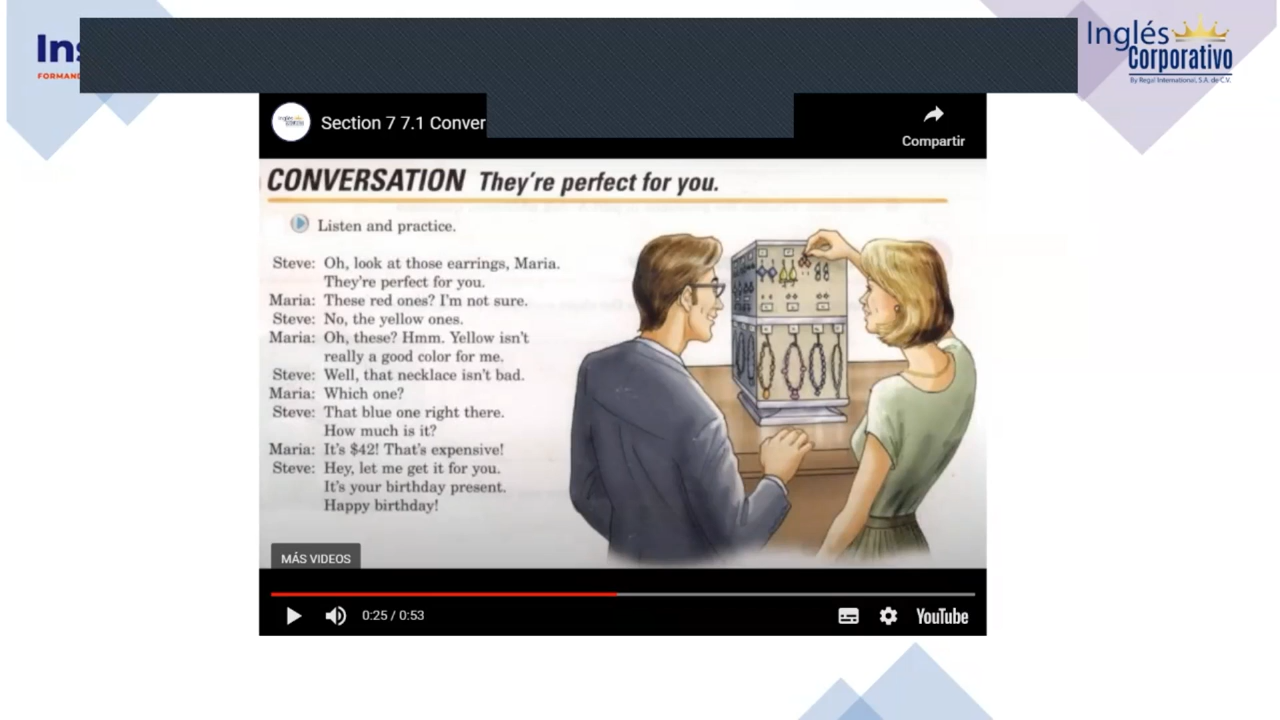 Ins
FORMAND
Inglés
Corporativo
By Regal International, S.A. de C.V.
Section 7 7.1 Conver
Compartir
CONVERSATION They're perfect for you.
Listen and practice.
Steve: Oh, look at those earrings, Maria.
They're perfect for you.
Maria: These red ones? I'm not sure.
Steve: No, the yellow ones.
Maria: Oh, these? Hmm. Yellow isn't
really a good color for me.
Steve: Well, that necklace isn't bad.
Maria: Which one?
Steve: That blue one right there.
How much is it?
Maria: It's $42! That's expensive!
Steve: Hey, let me get it for you.
It's your birthday present.
Happy birthday!
MÁS VIDEOS
0:25 / 0:53
YouTube